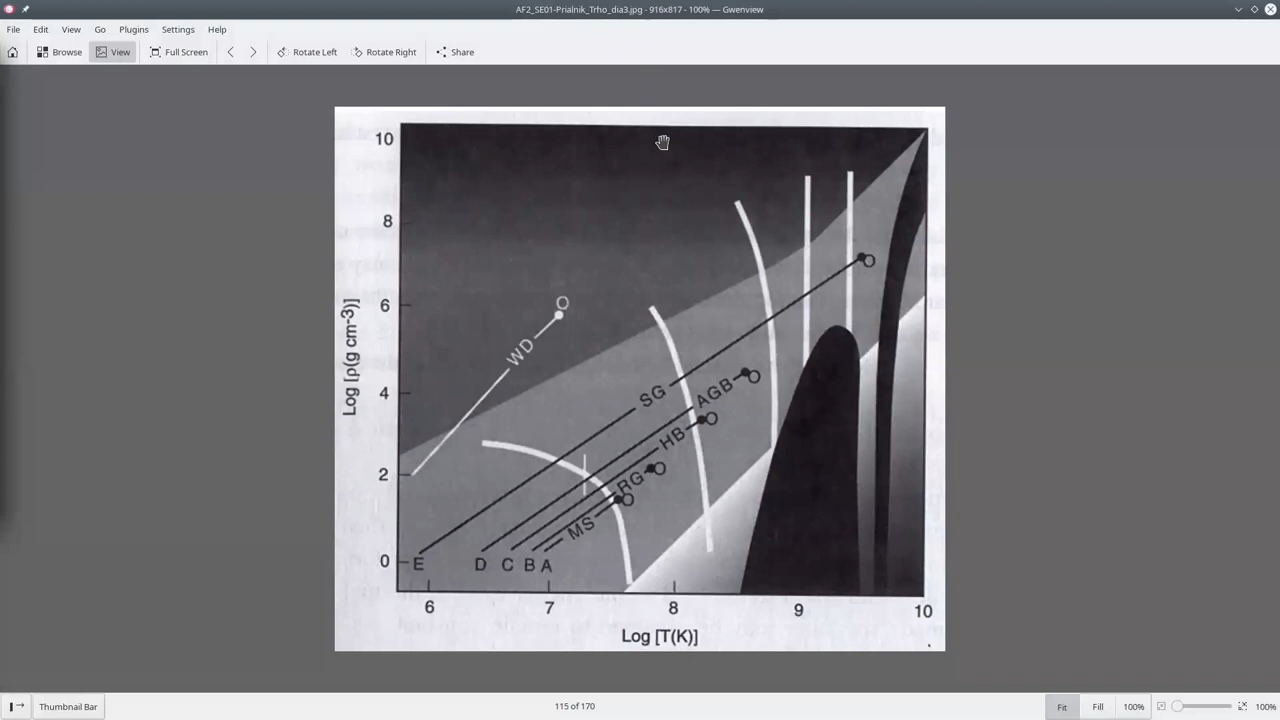 AF2_SE01-Prialnik_Trho_dia3.jpg - 916x817 - 100% — Gwenview
File Edit View Go Plugins Settings Help
Browse View Full Screen Rotate Left Rotate Right Share
10
8
6
4
2
0
Log [ρ(g cm-3)]
O
WD
O
SG
AGB
O
HB
O
RG
O
MS
O
E D C B A
6 7 8 9 10
Log [T(K)]
Thumbnail Bar
115 of 170
Fit Fill 100% 100%